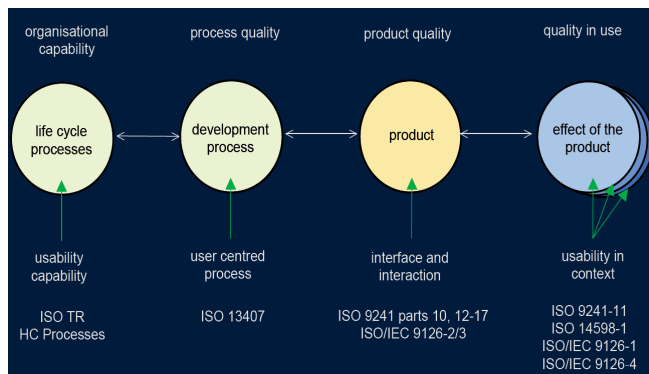 organisational
capability
process quality
product quality
quality in use
life cycle
processes
development
process
product
effect of the
product
usability
capability
user centred
process
interface and
interaction
usability in
context
ISO TR
HC Processes
ISO 13407
ISO 9241 parts 10, 12-17
ISO/IEC 9126-2/3
ISO 9241-11
ISO 14598-1
ISO/IEC 9126-1
ISO/IEC 9126-4